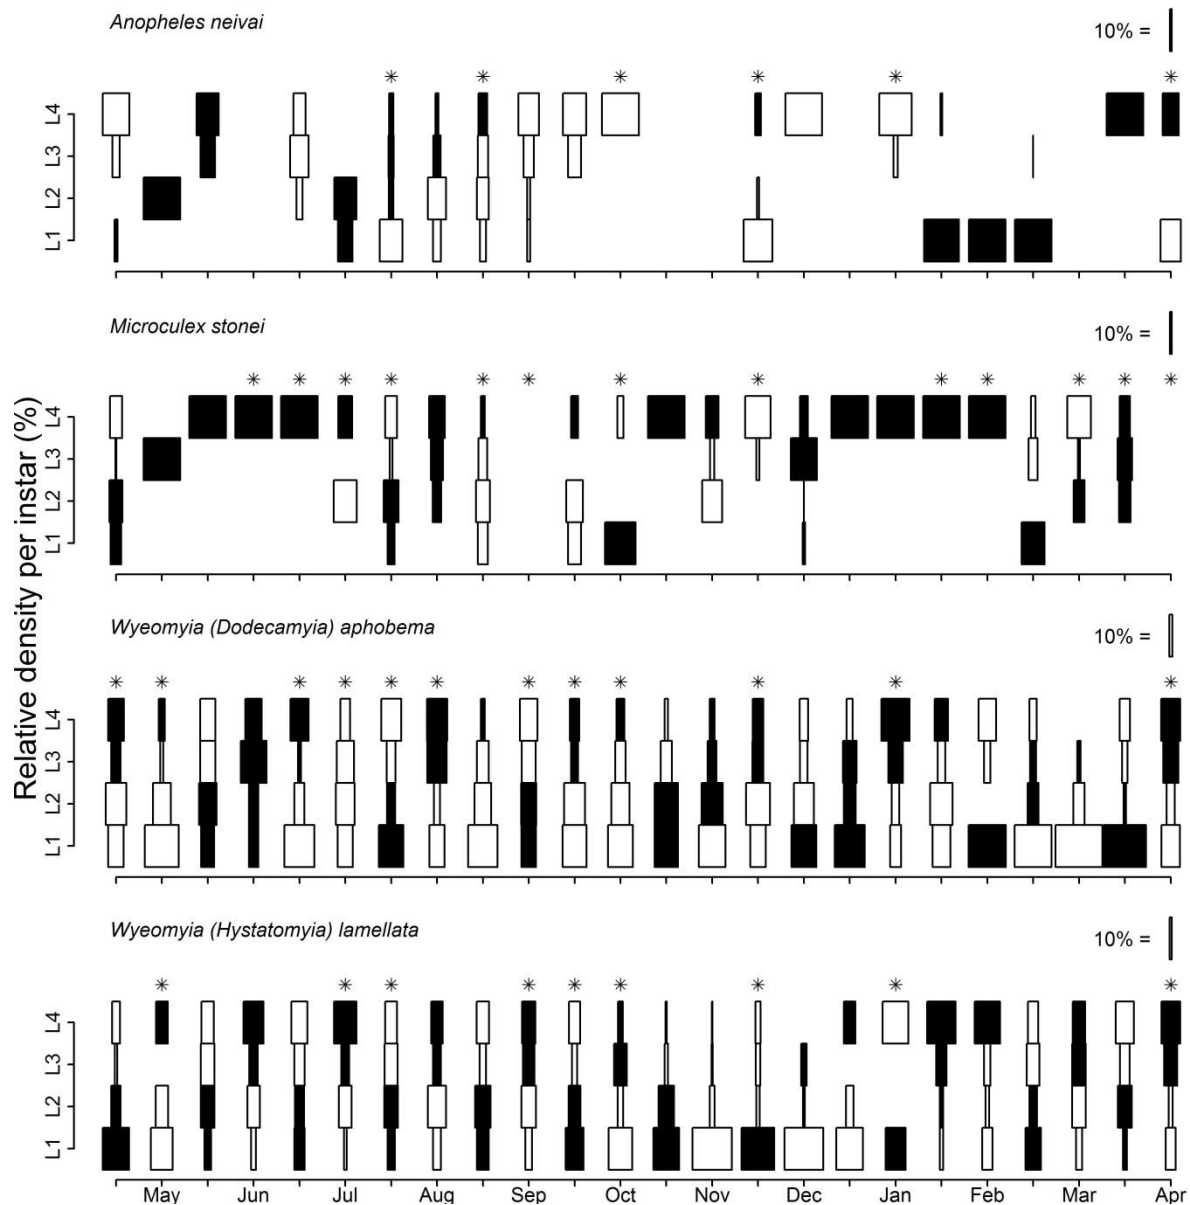 Anopheles neivai
10% =
* * * * * *
L4
L3
L2
L1
Microculex stonei
10% =
* * * * * * * * * * * * *
L4
L3
L2
L1
Relative density per instar (%)
Wyeomyia (Dodecamyia) aphobema
10% =
* * * * * * * * * * * *
L4
L3
L2
L1
Wyeomyia (Hystatomyia) lamellata
10% =
* * * * * * * * *
L4
L3
L2
L1
May Jun Jul Aug Sep Oct Nov Dec Jan Feb Mar Apr